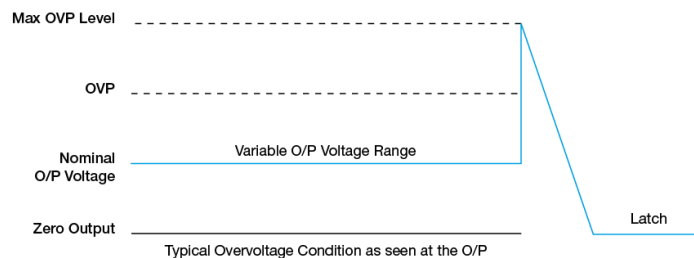 Max OVP Level
OVP
Variable O/P Voltage Range
Nominal
O/P Voltage
Latch
Zero Output
Typical Overvoltage Condition as seen at the O/P